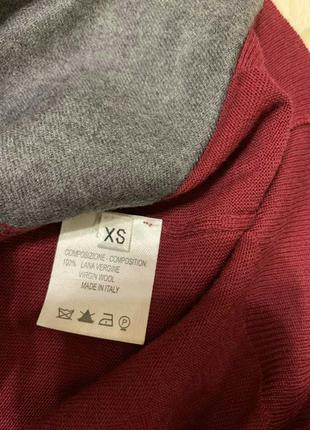 XS
COMPOSIZIONE - COMPOSITION
100% LANA VERGINE
VIRGIN WOOL
MADE IN ITALY
P